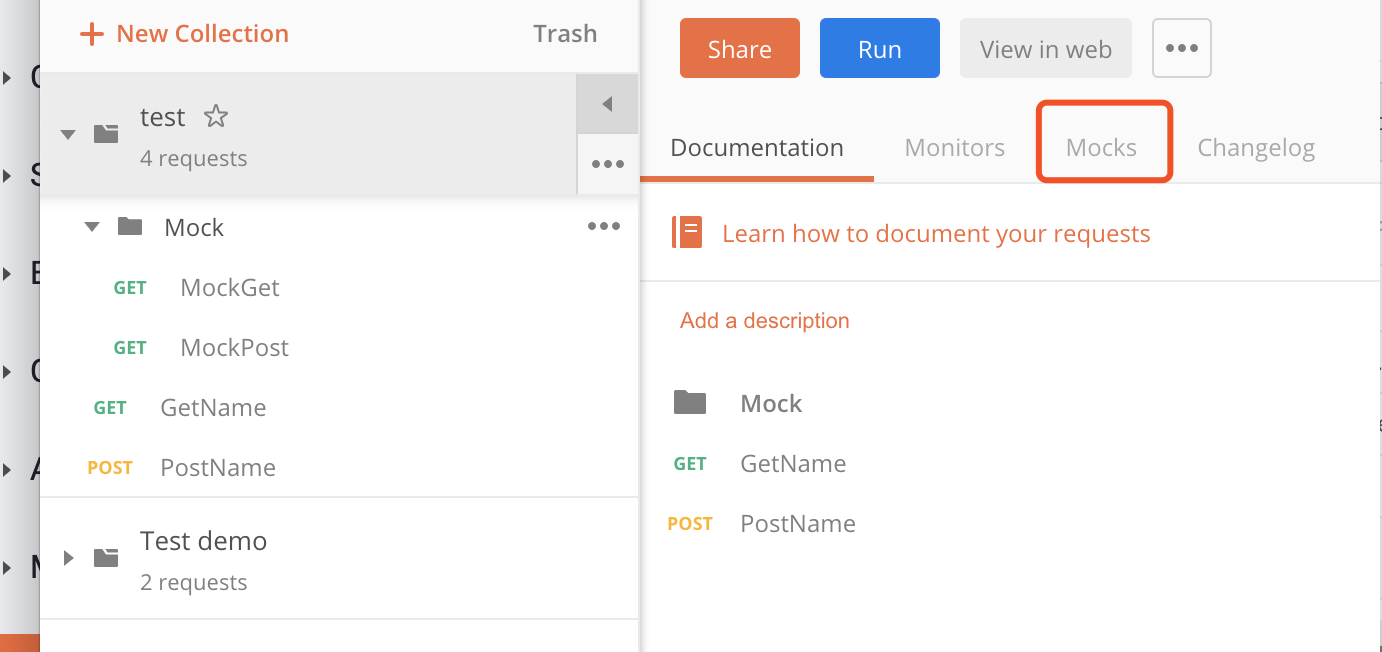 New Collection
Trash
test
4 requests
Mock
GET MockGet
GET MockPost
GET GetName
POST PostName
Test demo
2 requests
Share
Run
View in web
Documentation
Monitors
Mocks
Changelog
Learn how to document your requests
Add a description
Mock
GET GetName
POST PostName